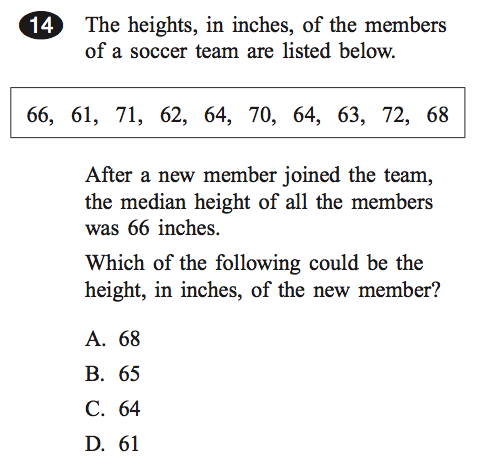 14 The heights, in inches, of the members
of a soccer team are listed below.
66, 61, 71, 62, 64, 70, 64, 63, 72, 68
After a new member joined the team,
the median height of all the members
was 66 inches.
Which of the following could be the
height, in inches, of the new member?
A. 68
B. 65
C. 64
D. 61